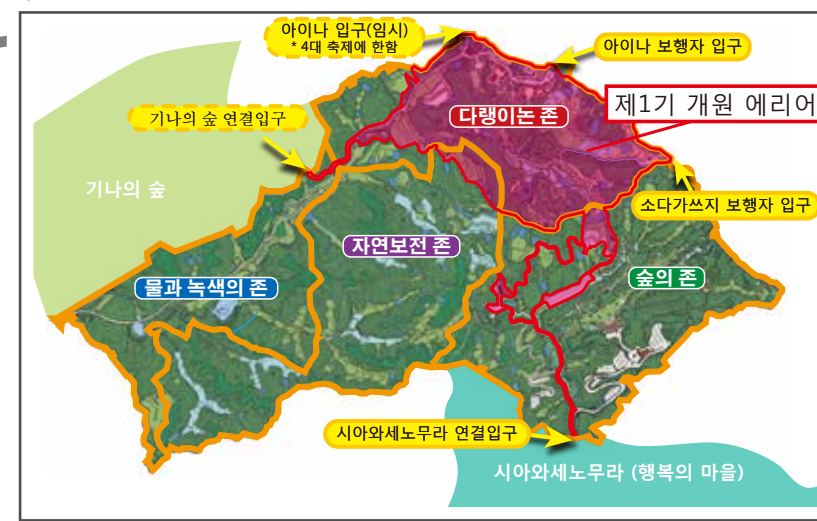 아이나 입구(임시)
* 4대 축제에 한함
아이나 보행자 입구
제1기 개원 에리어
다랭이논 존
기나의 숲 연결입구
기나의 숲
소다가쓰지 보행자 입구
자연보전 존
숲의 존
물과 녹색의 존
시아와세노무라 연결입구
시아와세노무라 (행복의 마을)